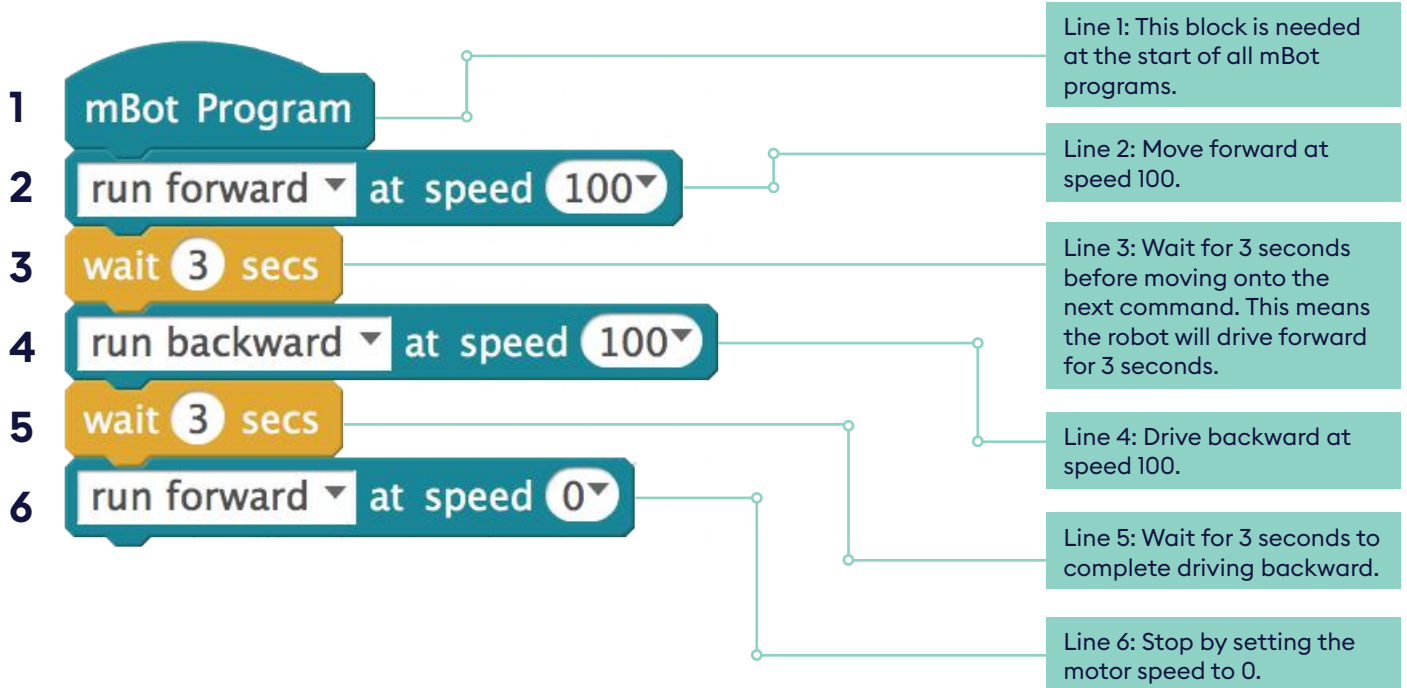 1
mBot Program
2
run forward at speed 100
3
wait 3 secs
4
run backward at speed 100
5
wait 3 secs
6
run forward at speed 0
Line 1: This block is needed
at the start of all mBot
programs.
Line 2: Move forward at
speed 100.
Line 3: Wait for 3 seconds
before moving onto the
next command. This means
the robot will drive forward
for 3 seconds.
Line 4: Drive backward at
speed 100.
Line 5: Wait for 3 seconds to
complete driving backward.
Line 6: Stop by setting the
motor speed to 0.